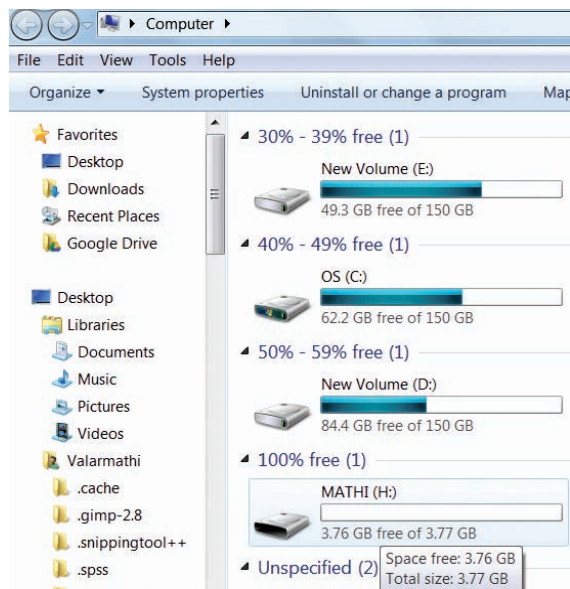 Computer
File Edit View Tools Help
Organize System properties Uninstall or change a program Map
Favorites
Desktop
Downloads
Recent Places
Google Drive
Desktop
Libraries
Documents
Music
Pictures
Videos
Valarmathi
.cache
.gimp-2.8
.snippingtool++
.spss
30% - 39% free (1)
New Volume (E:)
49.3 GB free of 150 GB
40% - 49% free (1)
OS (C:)
62.2 GB free of 150 GB
50% - 59% free (1)
New Volume (D:)
84.4 GB free of 150 GB
100% free (1)
MATHI (H:)
3.76 GB free of 3.77 GB
Space free: 3.76 GB
Total size: 3.77 GB
Unspecified (2)